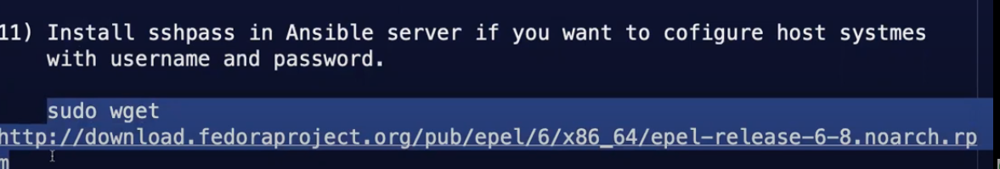 11) Install sshpass in Ansible server if you want to cofigure host systmes
with username and password.
sudo wget
http://download.fedoraproject.org/pub/epel/6/x86_64/epel-release-6-8.noarch.rp
m